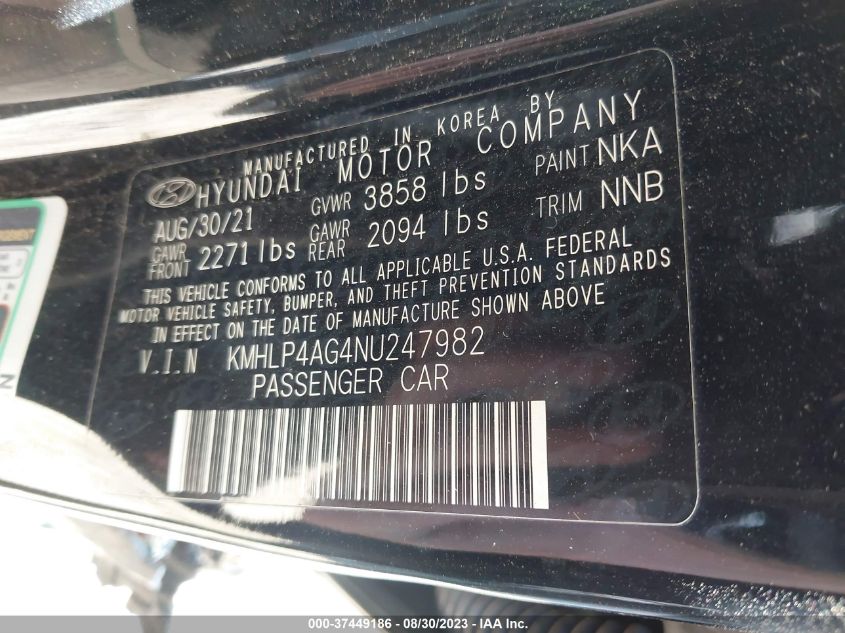 MANUFACTURED IN KOREA BY
HYUNDAI MOTOR COMPANY
AUG/30/21 GVWR 3858 lbs PAINT NKA
GAWR FRONT 2271 lbs GAWR REAR 2094 lbs TRIM NNB
THIS VEHICLE CONFORMS TO ALL APPLICABLE U.S.A. FEDERAL
MOTOR VEHICLE SAFETY, BUMPER, AND THEFT PREVENTION STANDARDS
IN EFFECT ON THE DATE OF MANUFACTURE SHOWN ABOVE
V.I.N KMHLP4AG4NU247982
PASSENGER CAR
000-37449186 - 08/30/2023 - IAAI Inc.